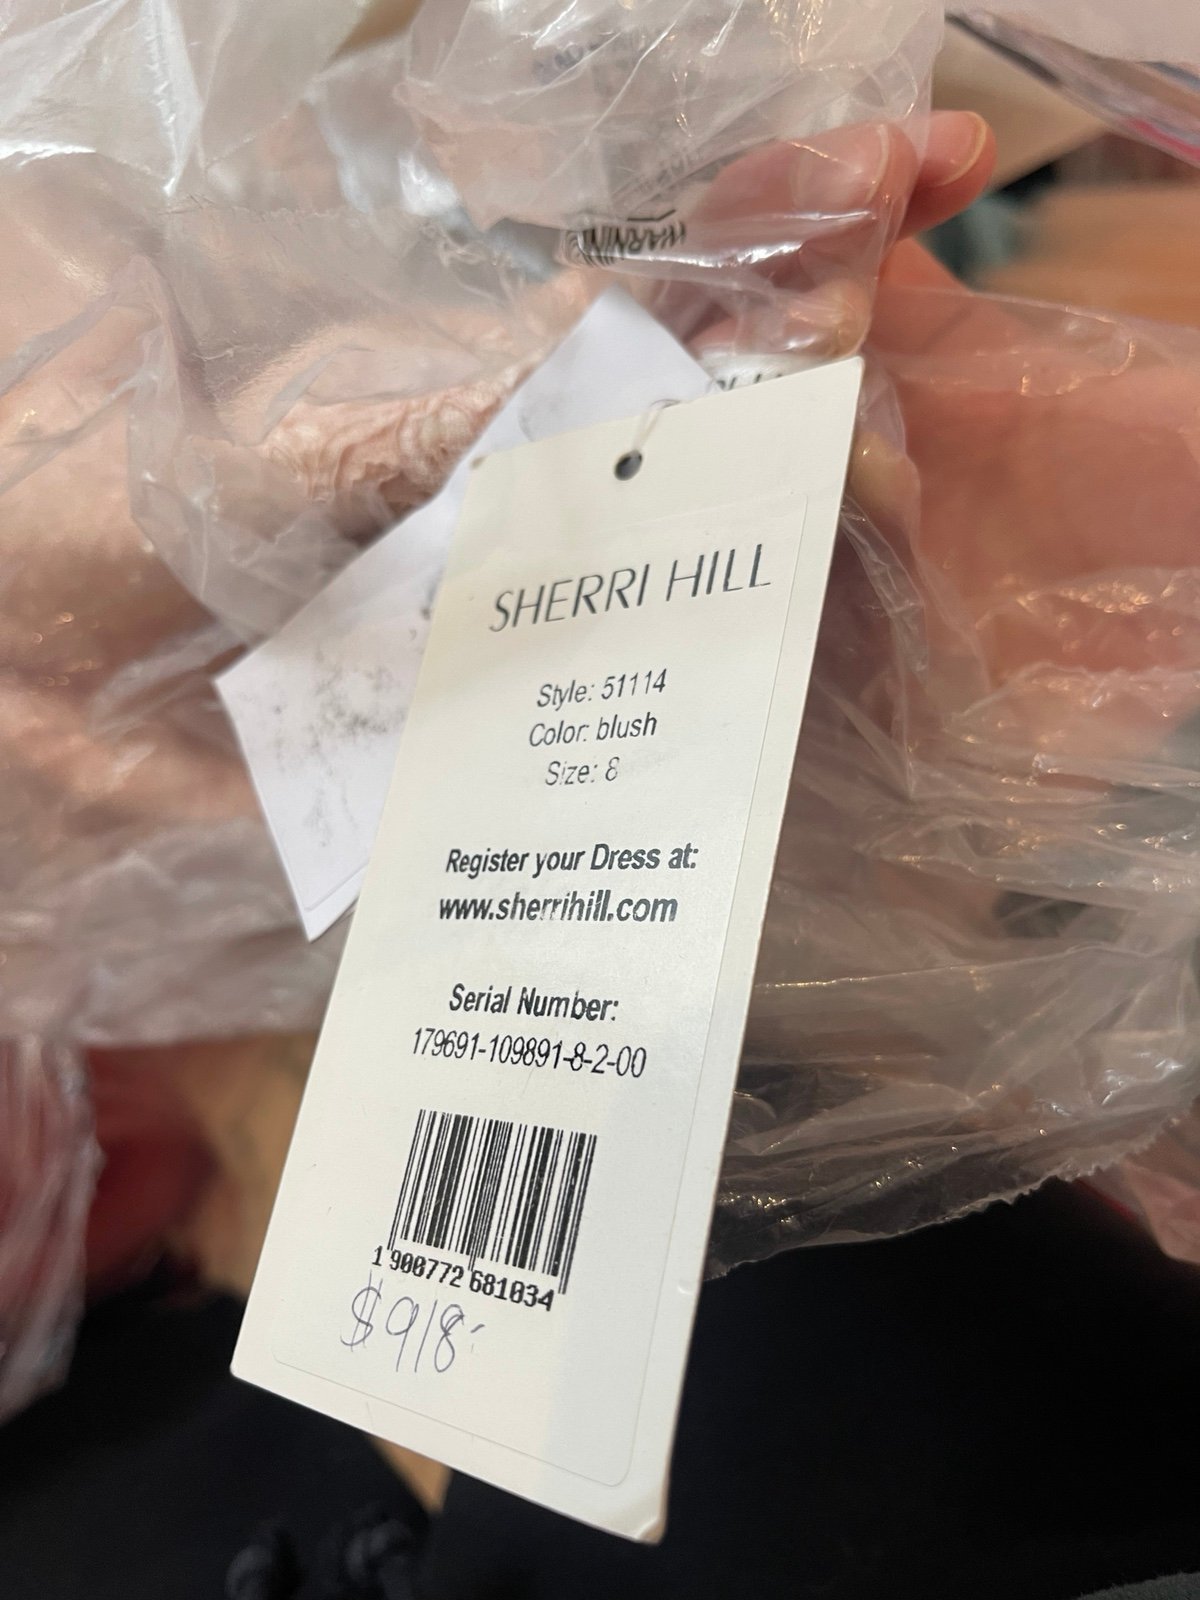 WARNING
SHERRI HILL
Style: 51114
Color: blush
Size: 8
Register your Dress at:
www.sherrihill.com
Serial Number:
179691-109891-8-2-00
1 900772 681034
$918-